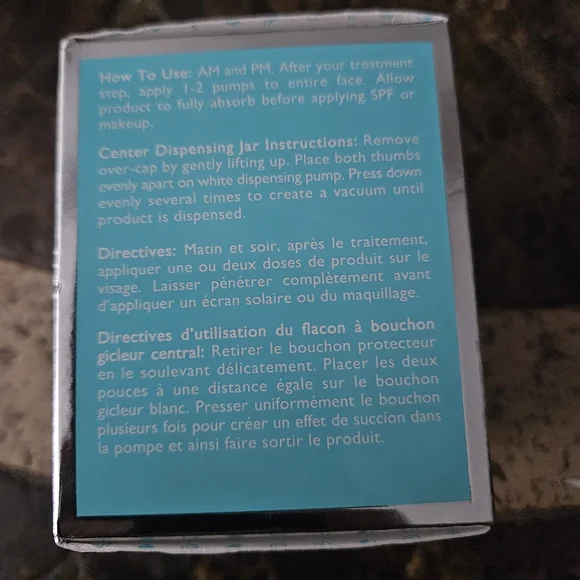 How To Use: AM and PM. After your treatment
step, apply 1-2 pumps to entire face. Allow
product to fully absorb before applying SPF or
makeup.
Center Dispensing Jar Instructions: Remove
over-cap by gently lifting up. Place both thumbs
evenly apart on white dispensing pump. Press down
evenly several times to create a vacuum until
product is dispensed.
Directives: Matin et soir, après le traitement,
appliquer une ou deux doses de produit sur le
visage. Laisser pénétrer complètement avant
d'appliquer un écran solaire ou du maquillage.
Directives d'utilisation du flacon à bouchon
gicleur central: Retirer le bouchon protecteur
en le soulevant délicatement. Placer les deux
pouces à une distance égale sur le bouchon
gicleur blanc. Presser uniformément le bouchon
plusieurs fois pour créer un effet de succion dans
la pompe et ainsi faire sortir le produit.